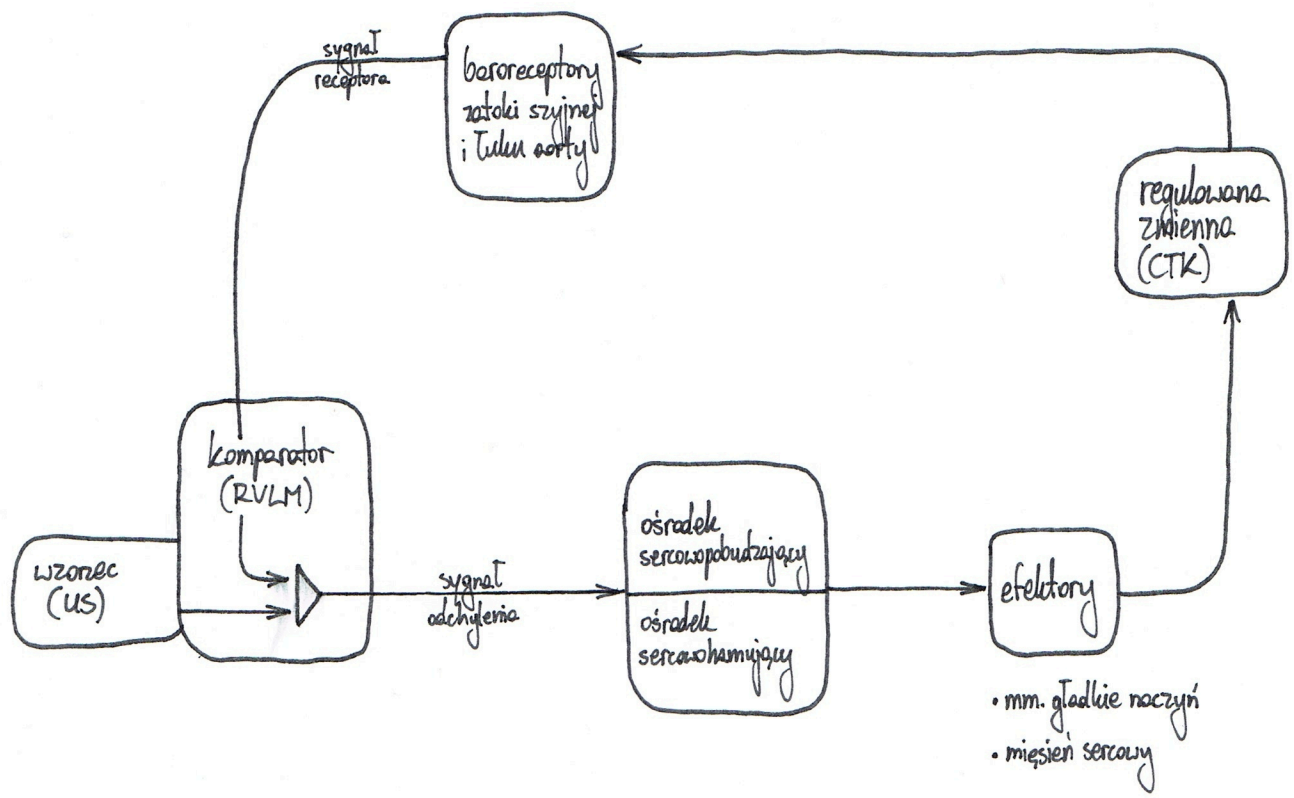 sygnał
receptora
baroreceptory
zatoki szyjnej
i łuku aorty
regulowana
zmienna
(CTK)
komparator
(RVLM)
wzorzec
(US)
sygnał
odchylenia
ośrodek
sercowopobudzający
ośrodek
sercowohamujący
efektory
• mm. gładkie naczyń
• mięsień sercowy